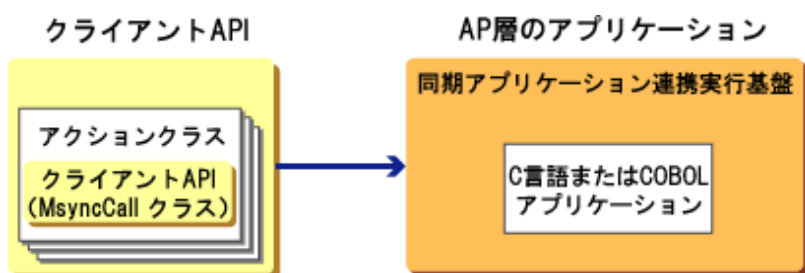 クライアントAPI
AP層のアプリケーション
同期アプリケーション連携実行基盤
アクションクラス
クライアントAPI
(MsyncCall クラス)
C言語またはCOBOL
アプリケーション